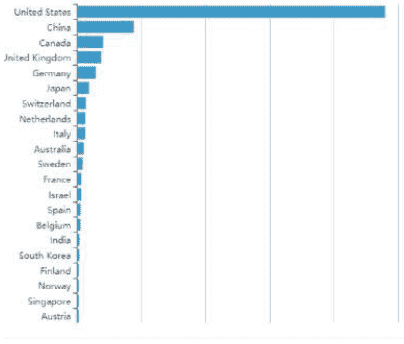 United States
China
Canada
United Kingdom
Germany
Japan
Switzerland
Netherlands
Italy
Australia
Sweden
France
Israel
Spain
Belgium
India
South Korea
Finland
Norway
Singapore
Austria